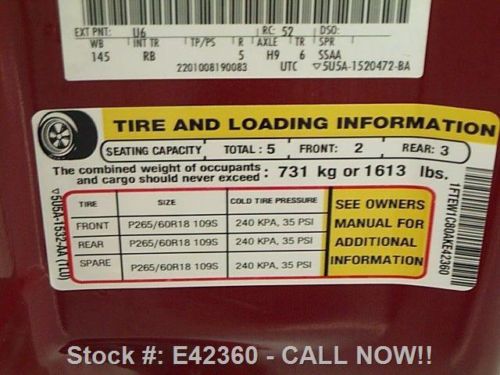 EXT PNT: U6 RC: 52 DSO:
WB INT TR TP/PS R AXLE TR SPR
145 RB 5 H9 6 SSAA
2201008190083 UTC ▽5U5A-1520472-BA
TIRE AND LOADING INFORMATION
SEATING CAPACITY TOTAL : 5 FRONT: 2 REAR: 3
The combined weight of occupants
and cargo should never exceed : 731 kg or 1613 lbs.
TIRE SIZE COLD TIRE PRESSURE
FRONT P265/60R18 109S 240 KPA, 35 PSI
REAR P265/60R18 109S 240 KPA, 35 PSI
SPARE P265/60R18 109S 240 KPA, 35 PSI
SEE OWNERS
MANUAL FOR
ADDITIONAL
INFORMATION
▽5U5A-1532-AA (1L0)
1FTEW1C80AKE42360
Stock #: E42360 - CALL NOW!!